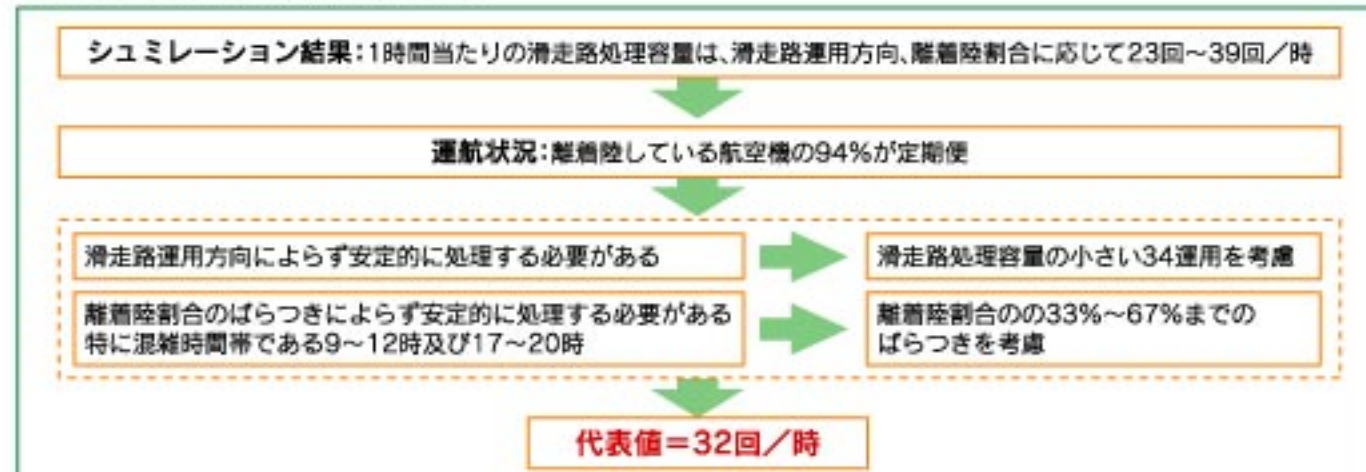 シュミレーション結果:1時間当たりの滑走路処理容量は、滑走路運用方向、離着陸割合に応じて23回～39回／時
運航状況:離着陸している航空機の94%が定期便
滑走路運用方向によらず安定的に処理する必要がある
滑走路処理容量の小さい34運用を考慮
離着陸割合のばらつきによらず安定的に処理する必要がある
特に混雑時間帯である9～12時及び17～20時
離着陸割合のの33%～67%までの
ばらつきを考慮
代表値＝32回／時